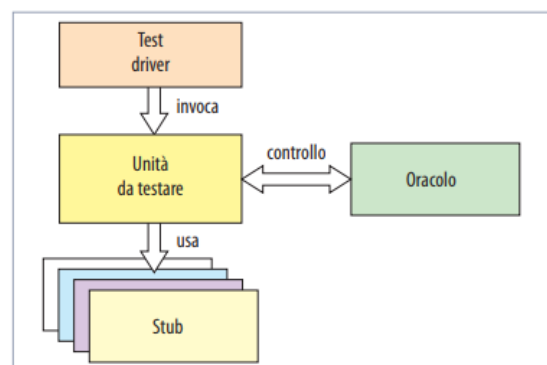 Test
driver
invoca
Unità
da testare
controllo
Oracolo
usa
Stub